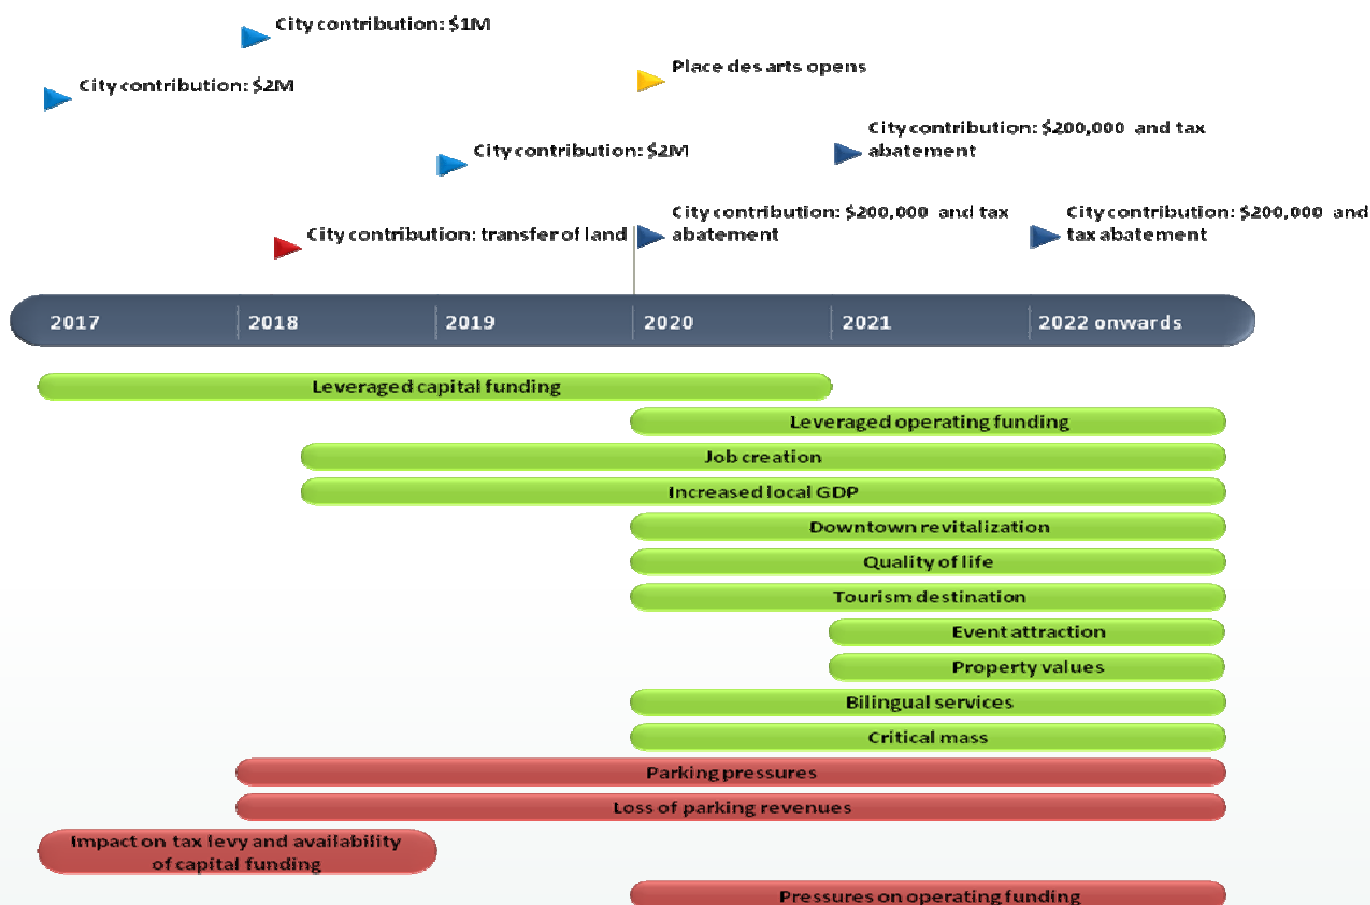 City contribution: $1M
City contribution: $2M
Place des arts opens
City contribution: $200,000 and tax
abatement
City contribution: $2M
City contribution: $200,000 and tax
abatement
City contribution: $200,000 and
tax abatement
City contribution: transfer of land
2017
2018
2019
2020
2021
2022 onwards
Leveraged capital funding
Leveraged operating funding
Job creation
Increased local GDP
Downtown revitalization
Quality of life
Tourism destination
Event attraction
Property values
Bilingual services
Critical mass
Parking pressures
Loss of parking revenues
Impact on tax levy and availability
of capital funding
Pressures on operating funding